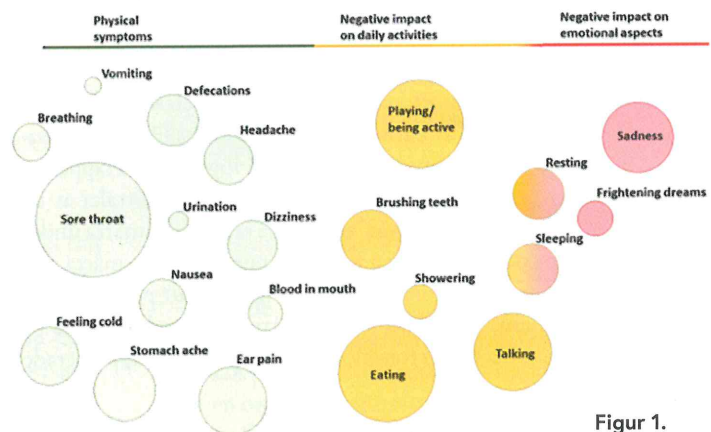 Physical
symptoms
Negative impact
on daily activities
Negative impact on
emotional aspects
Vomiting
Breathing
Defecations
Headache
Sore throat
Urination
Dizziness
Nausea
Blood in mouth
Feeling cold
Stomach ache
Ear pain
Playing/
being active
Brushing teeth
Showering
Eating
Talking
Resting
Sleeping
Sadness
Frightening dreams
Figur 1.